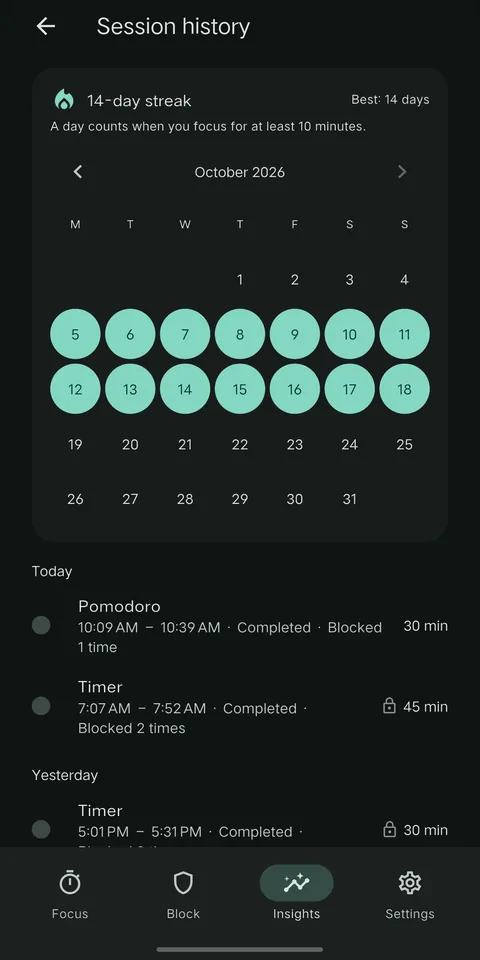 Session history
14-day streak
Best: 14 days
A day counts when you focus for at least 10 minutes.
October 2026
M T W T F S S
1 2 3 4
5 6 7 8 9 10 11
12 13 14 15 16 17 18
19 20 21 22 23 24 25
26 27 28 29 30 31
Today
Pomodoro
10:09 AM – 10:39 AM · Completed · Blocked
1 time
30 min
Timer
7:07 AM – 7:52 AM · Completed ·
Blocked 2 times
45 min
Yesterday
Timer
5:01 PM – 5:31 PM · Completed ·
30 min
Focus
Block
Insights
Settings